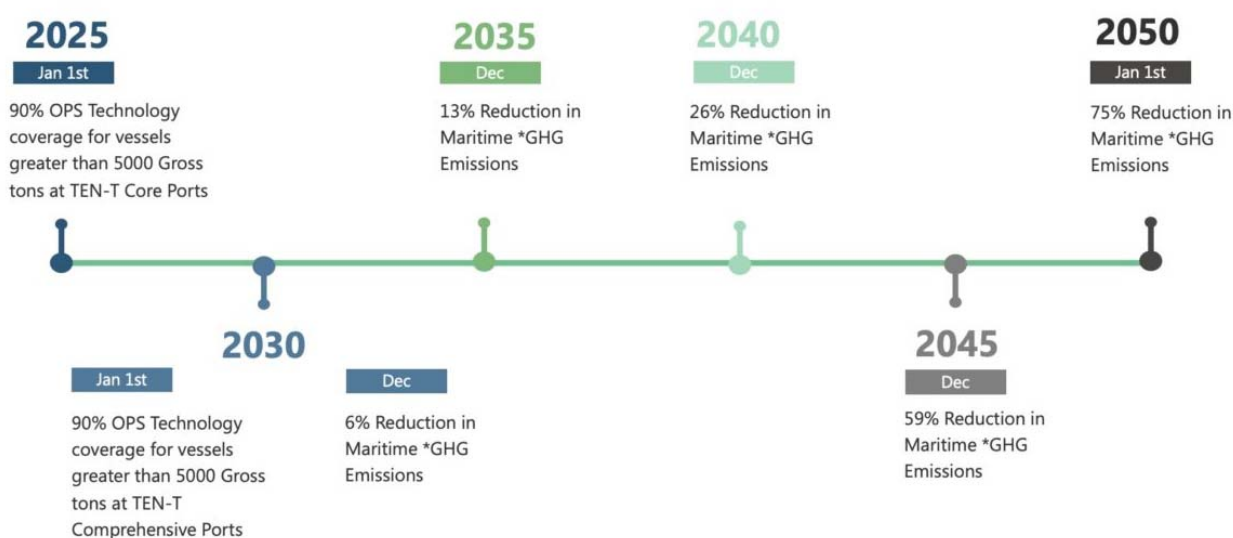 2025
Jan 1st
90% OPS Technology
coverage for vessels
greater than 5000 Gross
tons at TEN-T Core Ports
2030
Jan 1st
90% OPS Technology
coverage for vessels
greater than 5000 Gross
tons at TEN-T
Comprehensive Ports
Dec
6% Reduction in
Maritime *GHG
Emissions
2035
Dec
13% Reduction in
Maritime *GHG
Emissions
2040
Dec
26% Reduction in
Maritime *GHG
Emissions
2045
Dec
59% Reduction in
Maritime *GHG
Emissions
2050
Jan 1st
75% Reduction in
Maritime *GHG
Emissions